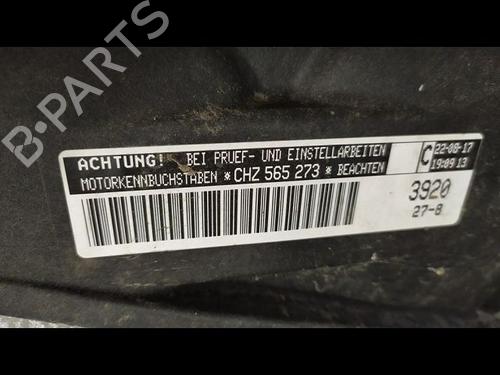 B-PARTS
ACHTUNG! BEI PRUEF- UND EINSTELLARBEITEN
MOTORKENNBUCHSTABEN *CHZ 565 273* BEACHTEN
C
22-08-17
19:09 13
3920
27-8